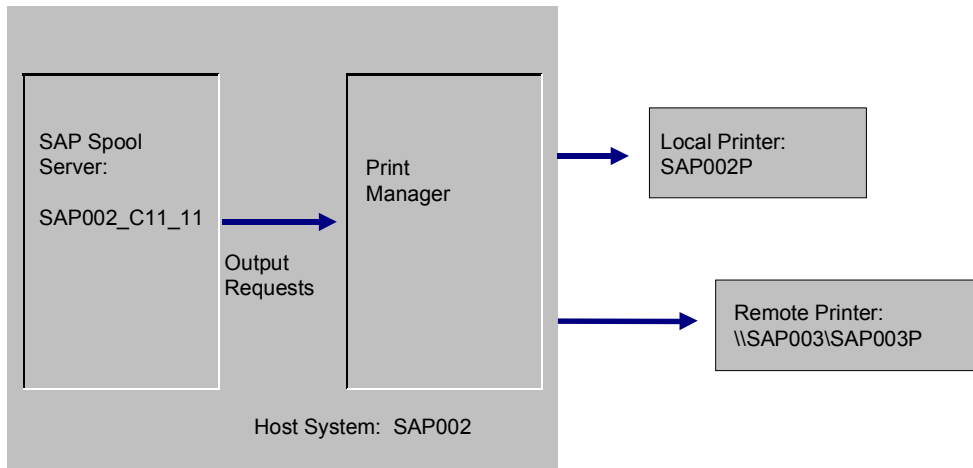 SAP Spool
Server:
SAP002_C11_11
Output
Requests
Print
Manager
Local Printer:
SAP002P
Remote Printer:
\\SAP003\SAP003P
Host System: SAP002